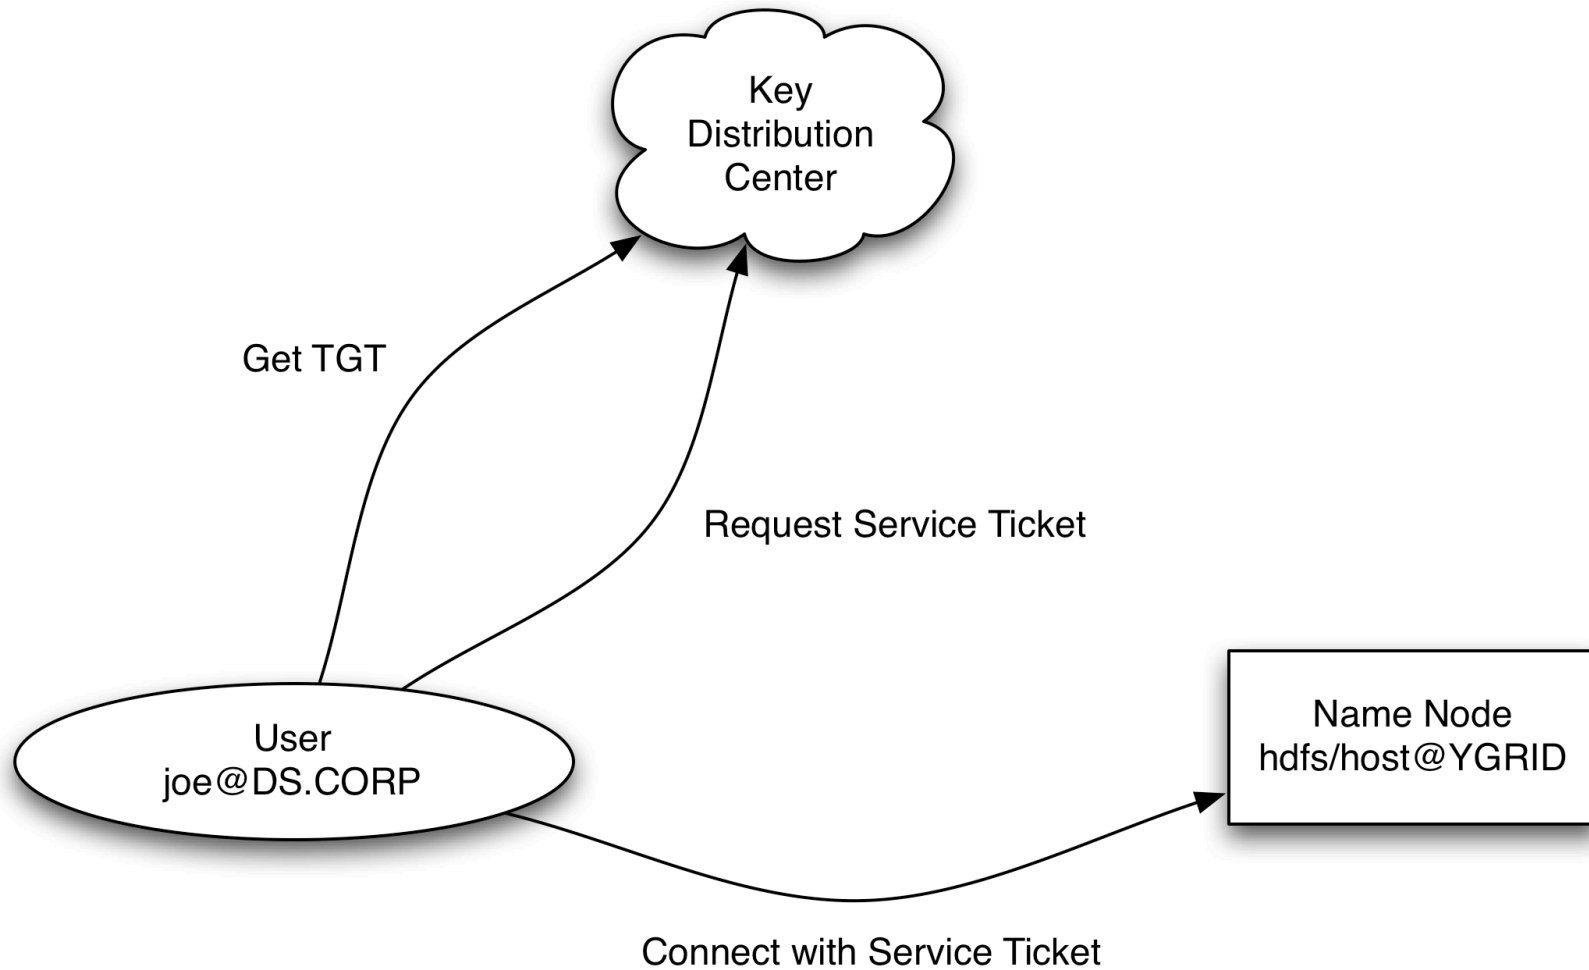 Key
Distribution
Center
Get TGT
Request Service Ticket
User
joe@DS.CORP
Name Node
hdfs/host@YGRID
Connect with Service Ticket